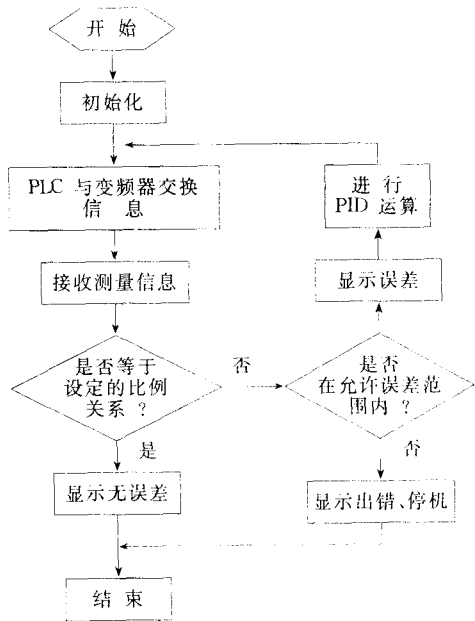 开 始
初始化
PLC 与变频器交换
信 息
进 行
PID 运算
接收测量信息
显示误差
是否等于
设定的比例
关系？
否
是否
在允许误差范
围内？
是
否
显示无误差
显示出错、停机
结 束